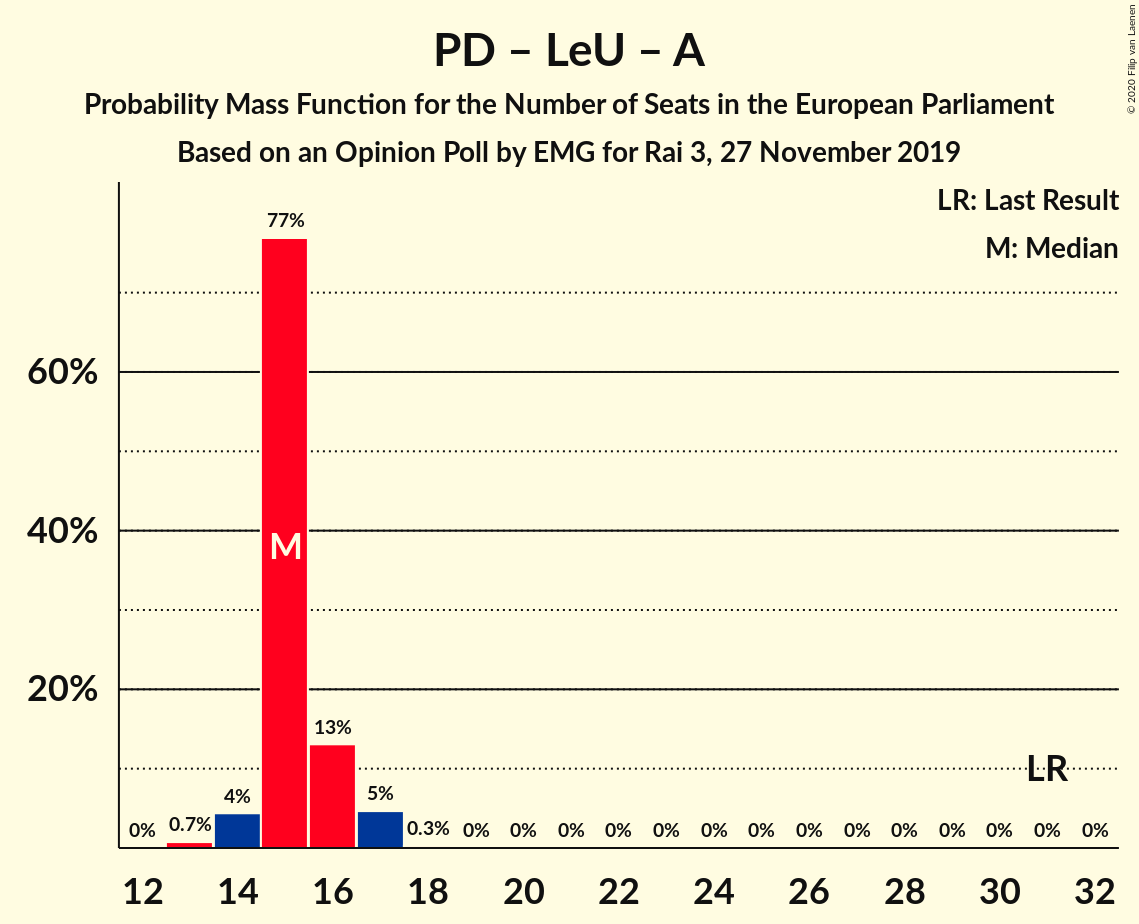 © 2020 Filip van Laenen
PD – LeU – A
Probability Mass Function for the Number of Seats in the European Parliament
Based on an Opinion Poll by EMG for Rai 3, 27 November 2019
LR: Last Result
M: Median
77%
60%
40%
M
20%
13%
LR
0% 0.7% 4% 5% 0.3% 0% 0% 0% 0% 0% 0% 0% 0% 0% 0% 0% 0% 0% 0%
12 14 16 18 20 22 24 26 28 30 32